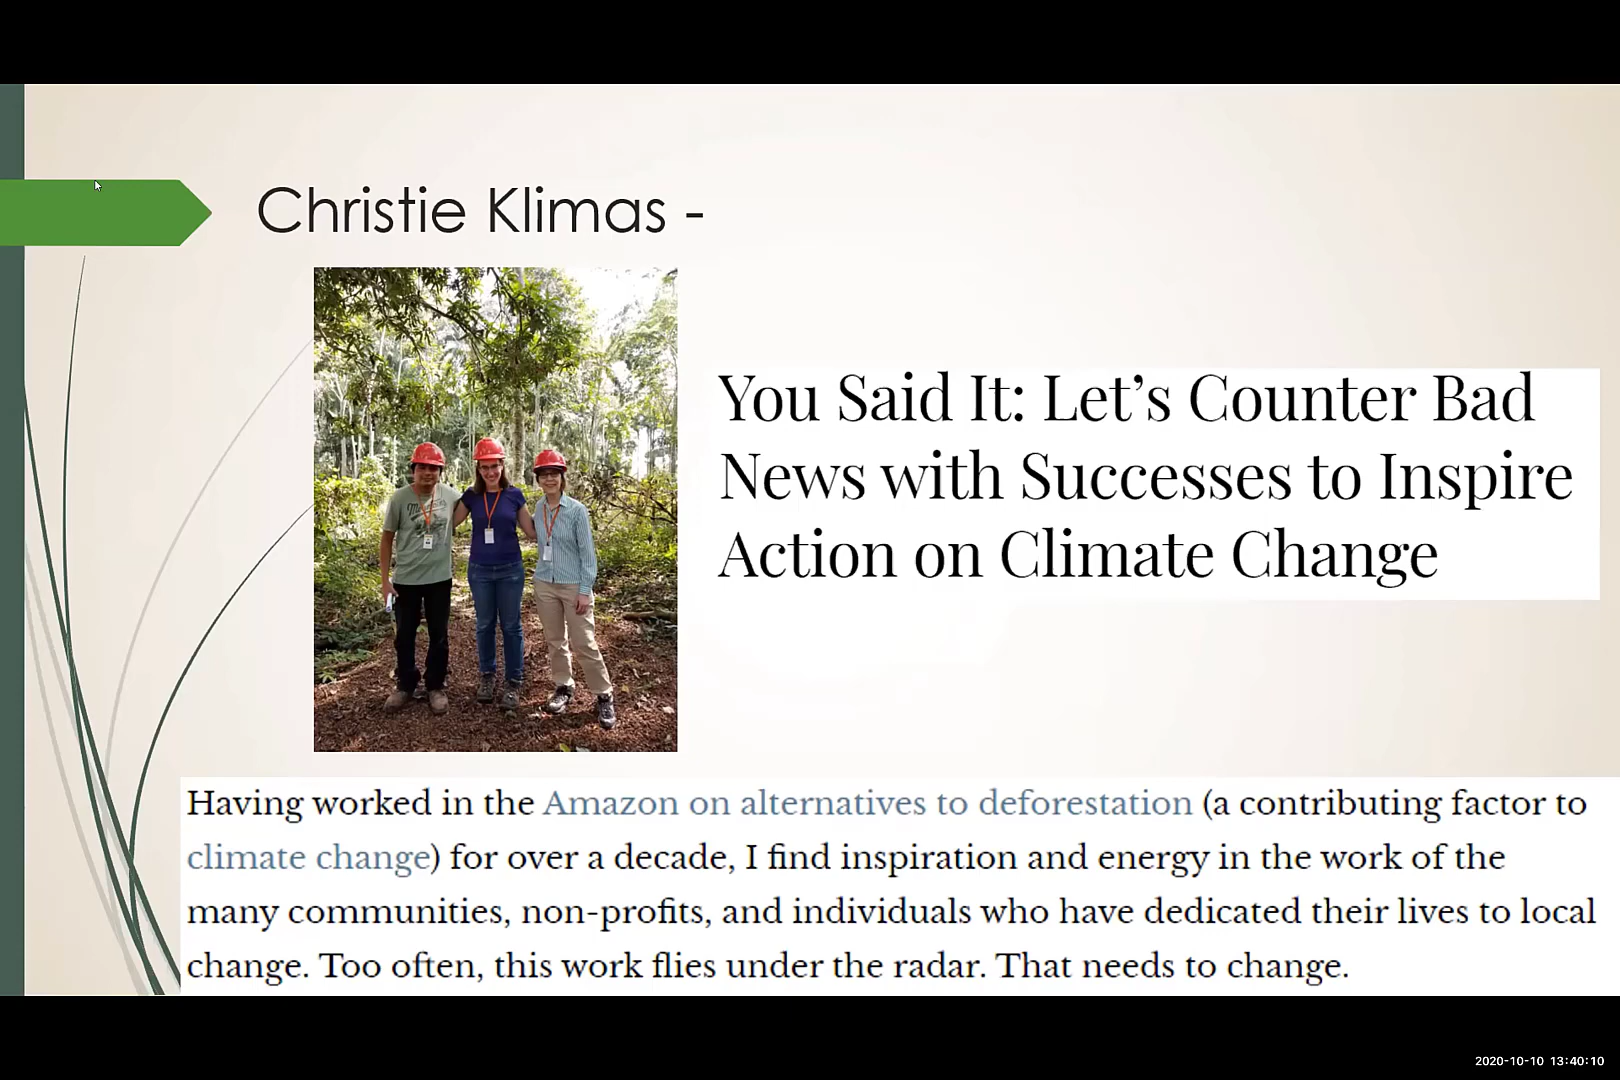 Christie Klimas -
You Said It: Let’s Counter Bad
News with Successes to Inspire
Action on Climate Change
Having worked in the Amazon on alternatives to deforestation (a contributing factor to
climate change) for over a decade, I find inspiration and energy in the work of the
many communities, non-profits, and individuals who have dedicated their lives to local
change. Too often, this work flies under the radar. That needs to change.
2020-10-10 13:40:10